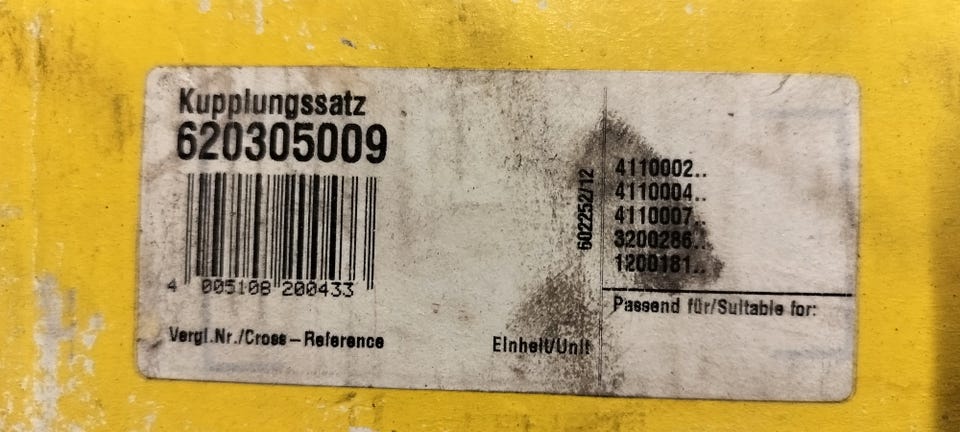 Kupplungssatz
620305009
4 005108 200433
Vergl.Nr./Cross-Reference
Einheit/Unit
602252/12
4110002..
4110004..
4110007..
3200286..
1200181..
Passend für/Suitable for: